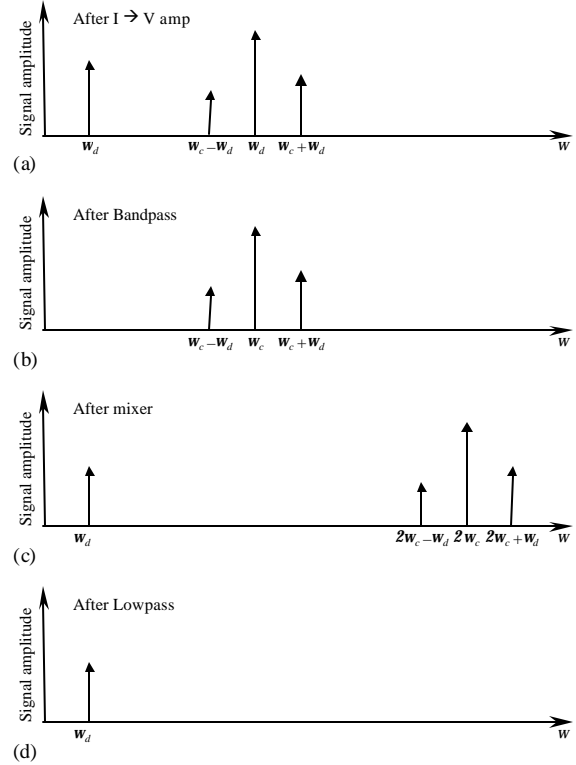 Signal amplitude
After I → V amp
w_d w_c−w_d w_d w_c+w_d w
(a)
Signal amplitude
After Bandpass
w_c−w_d w_c w_c+w_d w
(b)
Signal amplitude
After mixer
w_d 2w_c−w_d 2w_c 2w_c+w_d w
(c)
Signal amplitude
After Lowpass
w_d w
(d)